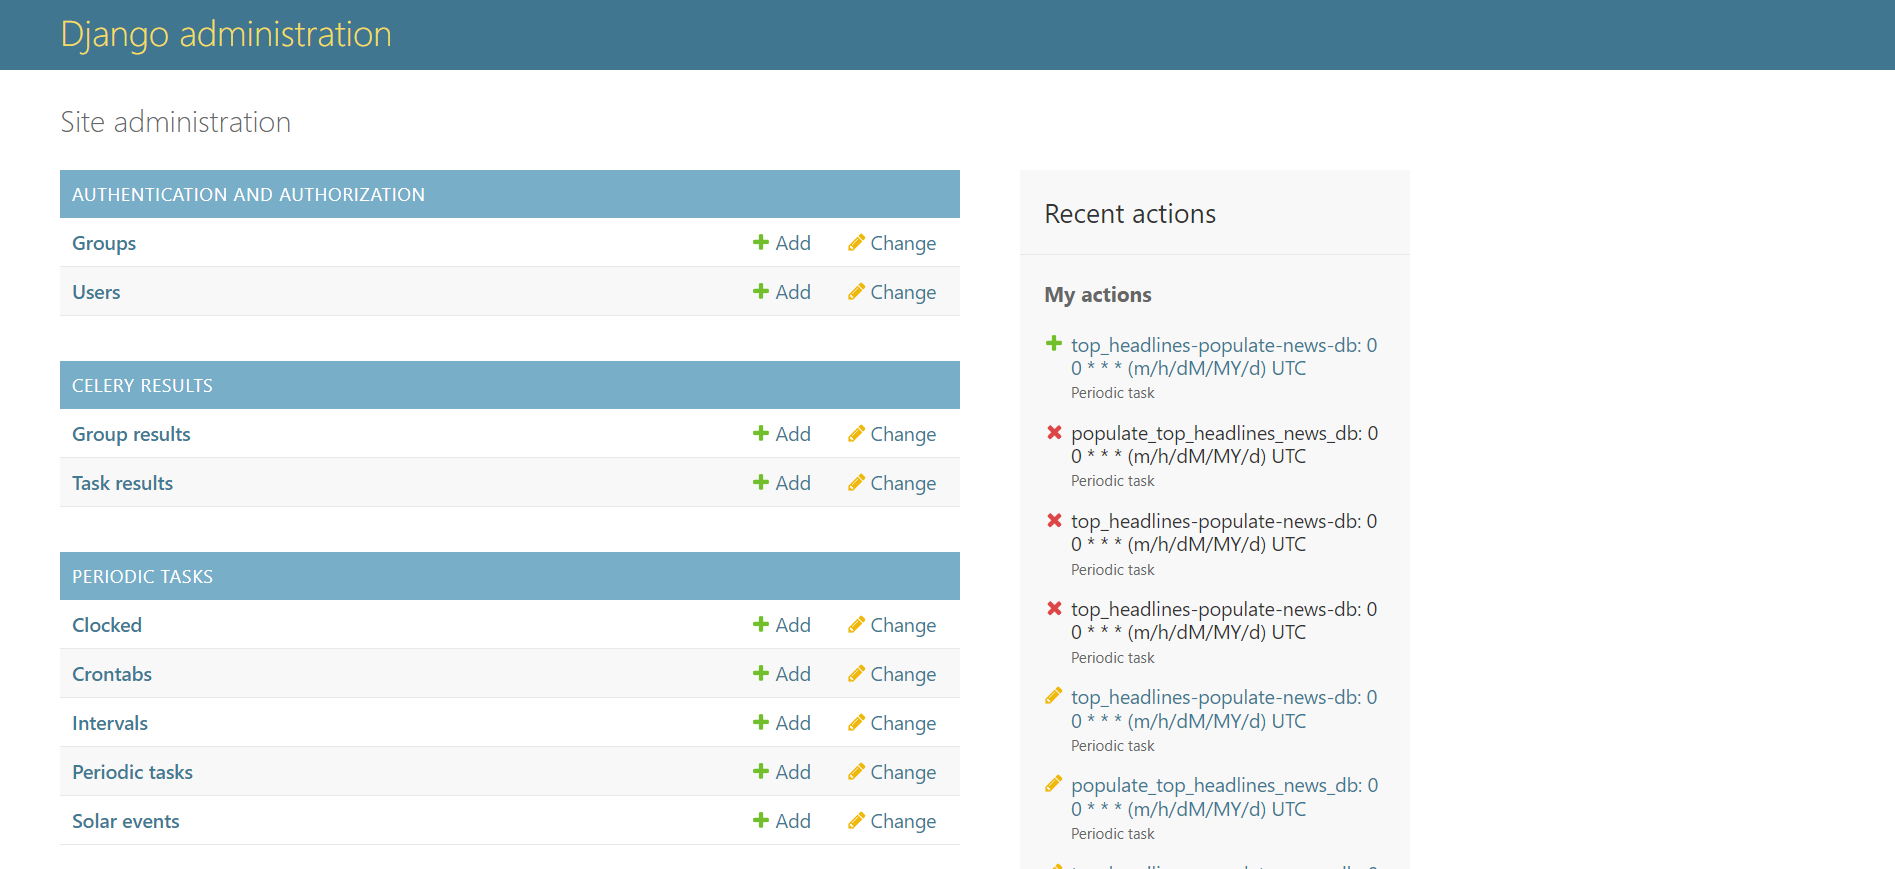 Django administration
Site administration
AUTHENTICATION AND AUTHORIZATION
Groups Add Change
Users Add Change
CELERY RESULTS
Group results Add Change
Task results Add Change
PERIODIC TASKS
Clocked Add Change
Crontabs Add Change
Intervals Add Change
Periodic tasks Add Change
Solar events Add Change
Recent actions
My actions
top_headlines-populate-news-db: 0
0 * * * (m/h/dM/MY/d) UTC
Periodic task
populate_top_headlines_news_db: 0
0 * * * (m/h/dM/MY/d) UTC
Periodic task
top_headlines-populate-news-db: 0
0 * * * (m/h/dM/MY/d) UTC
Periodic task
top_headlines-populate-news-db: 0
0 * * * (m/h/dM/MY/d) UTC
Periodic task
top_headlines-populate-news-db: 0
0 * * * (m/h/dM/MY/d) UTC
Periodic task
populate_top_headlines_news_db: 0
0 * * * (m/h/dM/MY/d) UTC
Periodic task